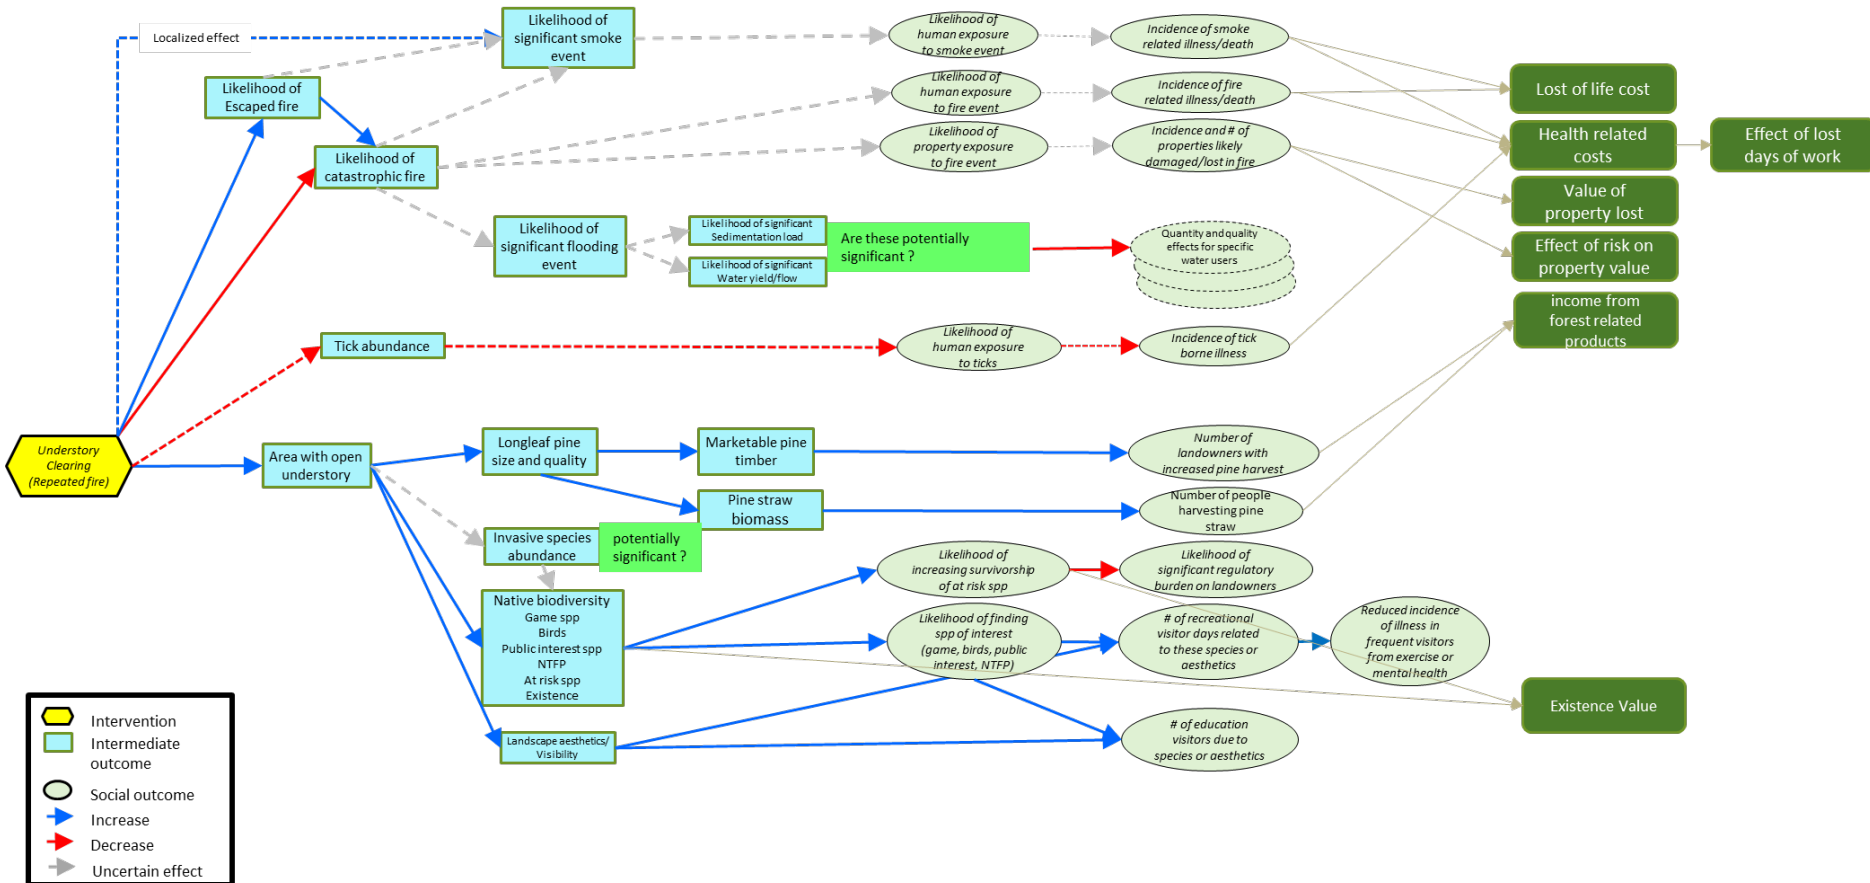 Localized effect
Likelihood of
significant smoke
event
Likelihood of
human exposure
to smoke event
Incidence of smoke
related illness/death
Likelihood of
Escaped fire
Likelihood of
human exposure
to fire event
Incidence of fire
related illness/death
Lost of life cost
Likelihood of
catastrophic fire
Likelihood of
property exposure
to fire event
Incidence and # of
properties likely
damaged/lost in fire
Health related
costs
Effect of lost
days of work
Value of
property lost
Likelihood of
significant flooding
event
Likelihood of significant
Sedimentation load
Likelihood of significant
Water yield/flow
Are these potentially
significant ?
Quantity and quality
effects for specific
water users
Effect of risk on
property value
income from
forest related
products
Tick abundance
Likelihood of
human exposure
to ticks
Incidence of tick
borne illness
Understory
Clearing
(Repeated fire)
Area with open
understory
Longleaf pine
size and quality
Marketable pine
timber
Number of
landowners with
increased pine harvest
Pine straw
biomass
Number of people
harvesting pine
straw
Invasive species
abundance
potentially
significant ?
Likelihood of
increasing survivorship
of at risk spp
Likelihood of
significant regulatory
burden on landowners
Native biodiversity
Game spp
Birds
Public interest spp
NTFP
At risk spp
Existence
Likelihood of finding
spp of interest
(game, birds, public
interest, NTFP)
# of recreational
visitor days related
to these species or
aesthetics
Reduced incidence
of illness in
frequent visitors
from exercise or
mental health
Existence Value
Landscape aesthetics/
Visibility
# of education
visitors due to
species or aesthetics
Intervention
Intermediate
outcome
Social outcome
Increase
Decrease
Uncertain effect